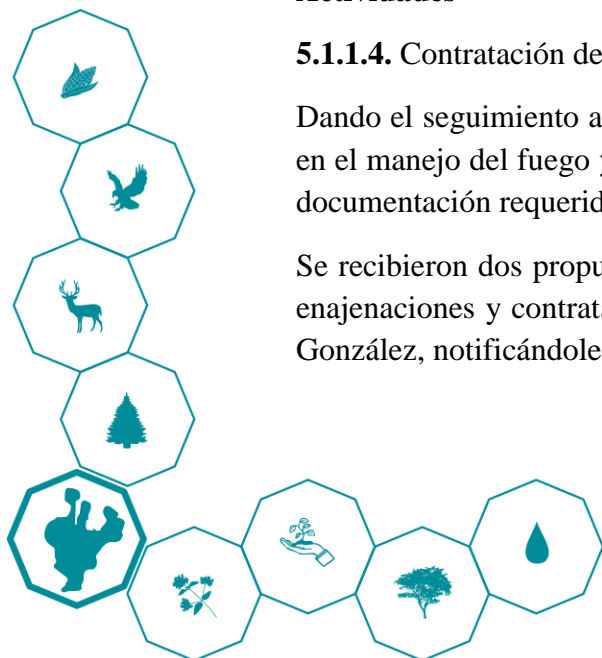 5.1.1.4. Contratación de
Dando el seguimiento a
en el manejo del fuego y
documentación requerid
Se recibieron dos propu
enajenaciones y contrat
González, notificándole